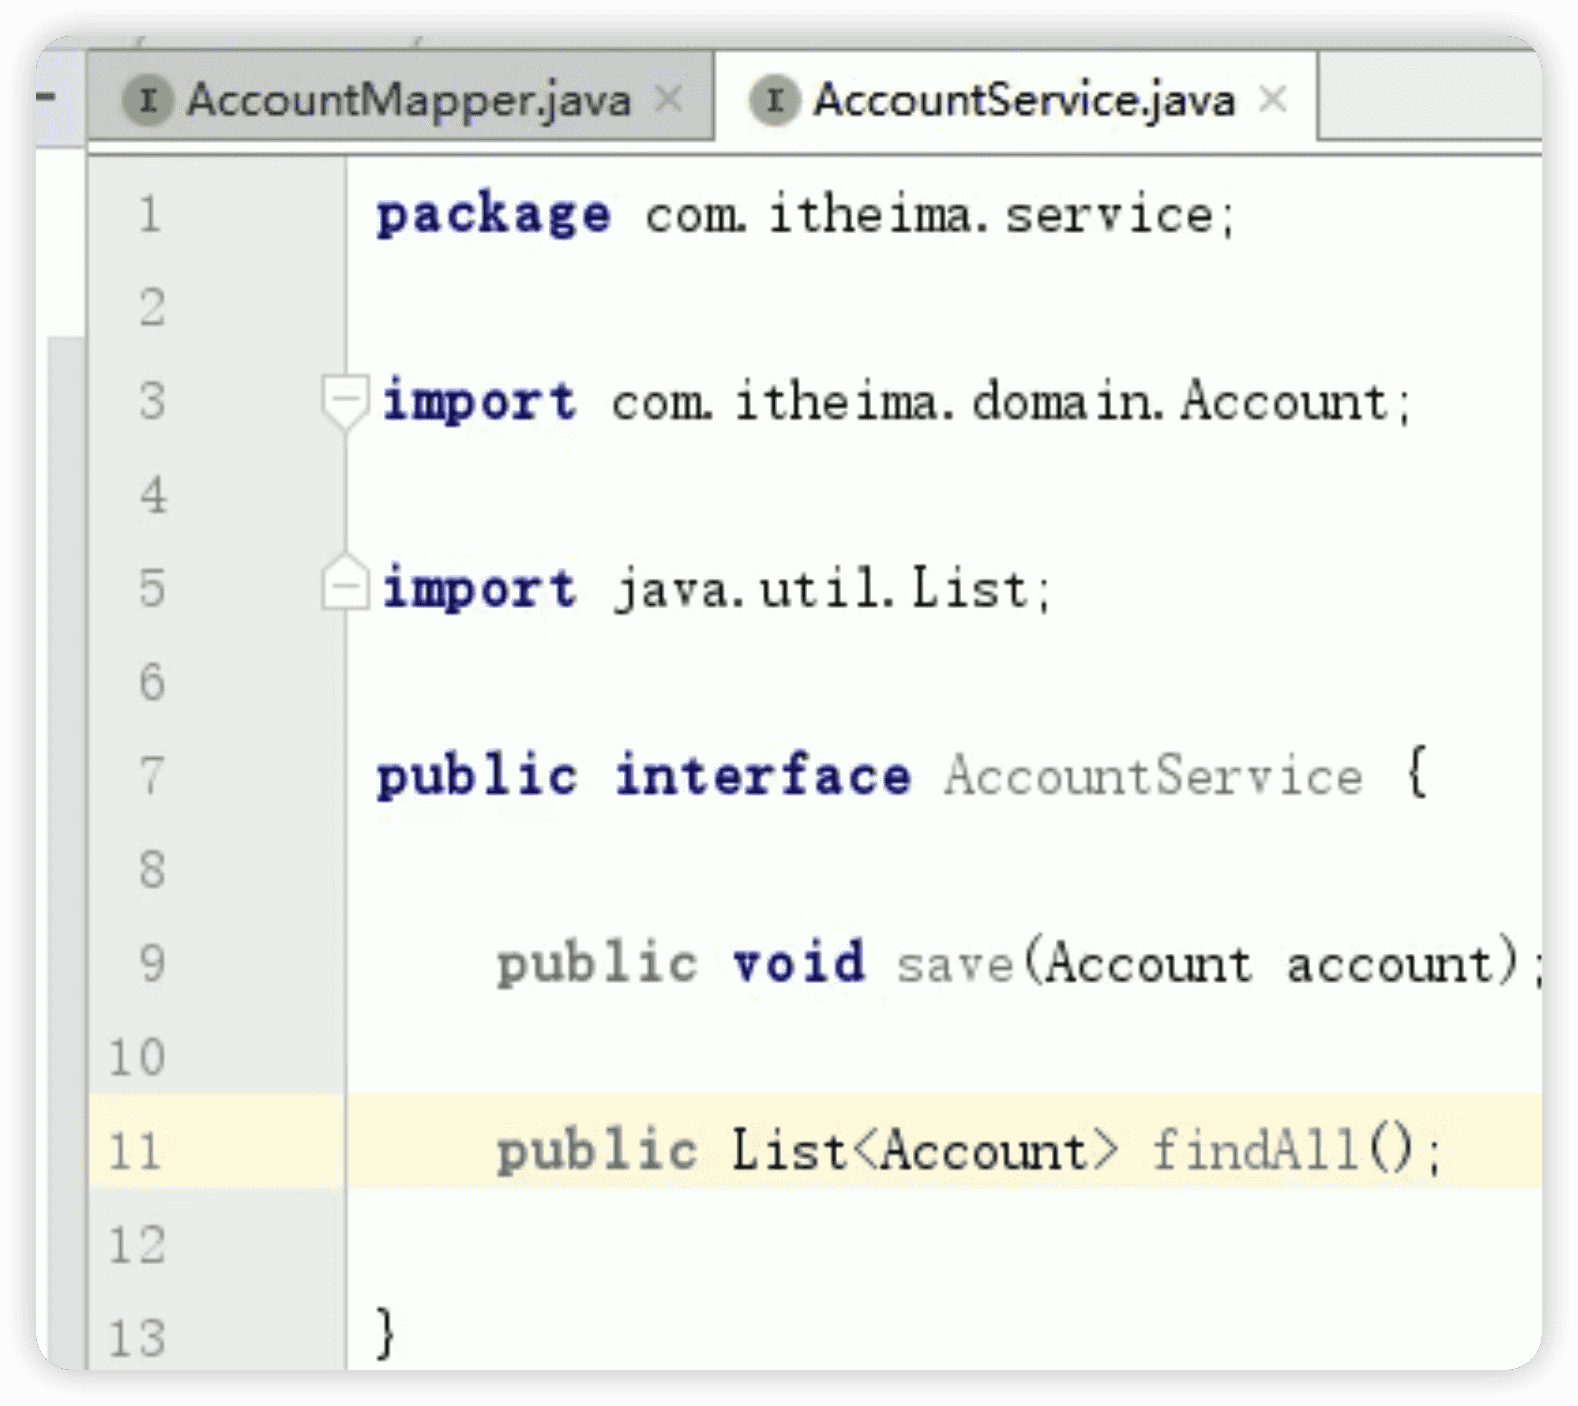 AccountMapper.java AccountService.java
1 package com.itheima.service;
2
3 import com.itheima.domain.Account;
4
5 import java.util.List;
6
7 public interface AccountService {
8
9 public void save(Account account);
10
11 public List<Account> findAll();
12
13 }